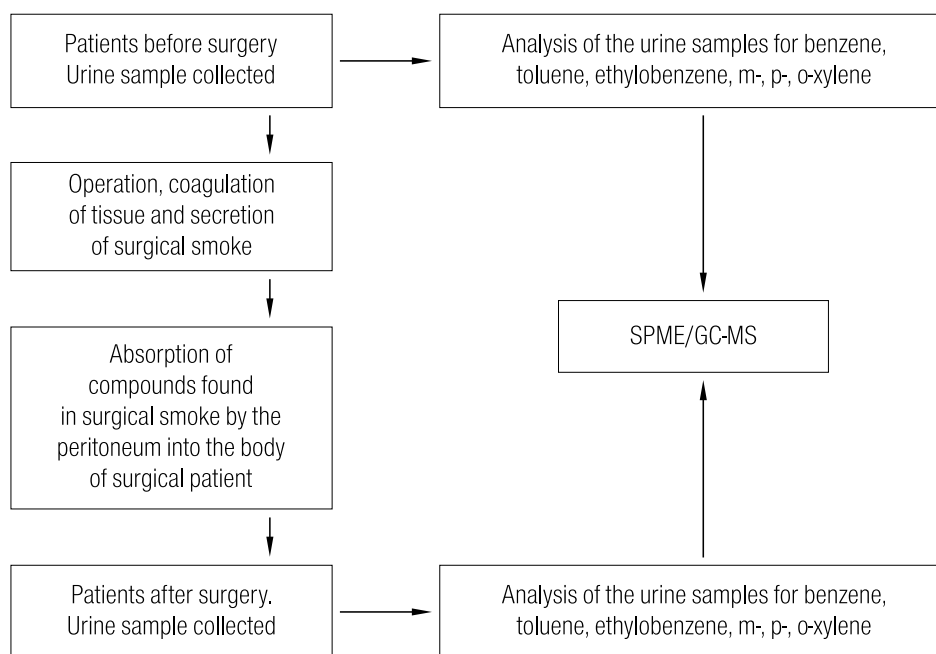 Patients before surgery
Urine sample collected
Analysis of the urine samples for benzene,
toluene, ethylobenzene, m-, p-, o-xylene
Operation, coagulation
of tissue and secretion
of surgical smoke
Absorption of
compounds found
in surgical smoke by the
peritoneum into the body
of surgical patient
SPME/GC-MS
Patients after surgery.
Urine sample collected
Analysis of the urine samples for benzene,
toluene, ethylobenzene, m-, p-, o-xylene